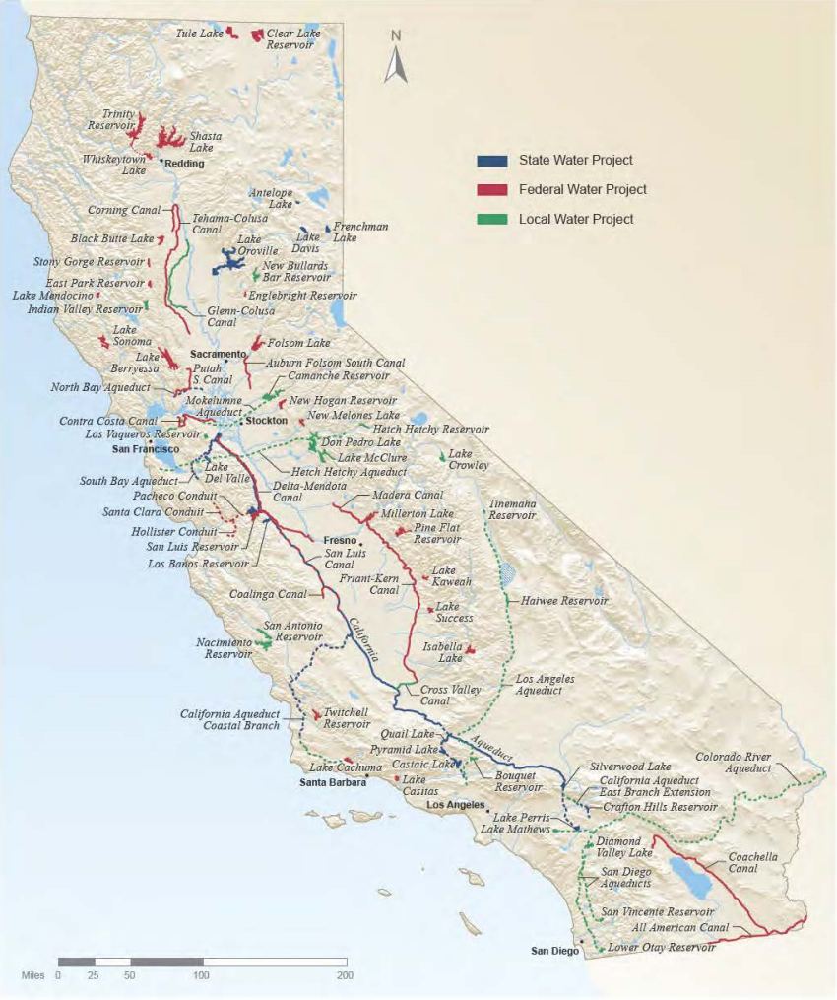 Tule Lake
Clear Lake
Reservoir
N
Trinity
Reservoir
Shasta
Lake
Whiskeytown
Lake
Redding
State Water Project
Federal Water Project
Local Water Project
Antelope
Lake
Corning Canal
Tehama-Colusa
Canal
Frenchman
Lake
Lake
Davis
Black Butte Lake
Lake
Oroville
Stony Gorge Reservoir
New Bullards
Bar Reservoir
East Park Reservoir
Lake Mendocino
Englebright Reservoir
Indian Valley Reservoir
Glenn-Colusa
Canal
Lake
Sonoma
Folsom Lake
Lake
Berryessa
Sacramento
Putah
S. Canal
Auburn Folsom South Canal
Camanche Reservoir
North Bay Aqueduct
Mokelumne
Aqueduct
New Hogan Reservoir
New Melones Lake
Contra Costa Canal
Stockton
Hetch Hetchy Reservoir
Los Vaqueros Reservoir
San Francisco
Don Pedro Lake
Lake McClure
Lake
Crowley
Lake
Del Valle
Hetch Hetchy Aqueduct
South Bay Aqueduct
Delta-Mendota
Canal
Pacheco Conduit
Madera Canal
Santa Clara Conduit
Millerton Lake
Tinemaha
Reservoir
Hollister Conduit
Pine Flat
Reservoir
San Luis Reservoir
Fresno
Los Banos Reservoir
San Luis
Canal
Friant-Kern
Canal
Lake
Kaweah
Coalinga Canal
Haiwee Reservoir
Lake
Success
San Antonio
Reservoir
California
Nacimiento
Reservoir
Isabella
Lake
Cross Valley
Canal
Los Angeles
Aqueduct
California Aqueduct
Coastal Branch
Twitchell
Reservoir
Quail Lake
Aqueduct
Pyramid Lake
Castaic Lake
Lake Cachuma
Santa Barbara
Lake
Casitas
Bouquet
Reservoir
Silverwood Lake
California Aqueduct
East Branch Extension
Colorado River
Aqueduct
Crafton Hills Reservoir
Los Angeles
Lake Perris
Lake Mathews
Diamond
Valley Lake
Coachella
Canal
San Diego
Aqueducts
San Vincente Reservoir
All American Canal
San Diego
Lower Otay Reservoir
Miles 0 25 50 100 200